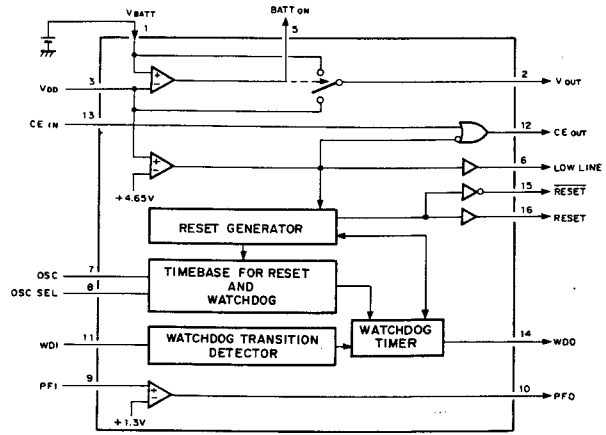 VBATT
BATT ON
1
5
3
VDD
2
VOUT
13
CE IN
12
CE OUT
6
LOW LINE
+4.65V
15
RESET
16
RESET
RESET GENERATOR
7
OSC
8
OSC SEL
TIMEBASE FOR RESET
AND
WATCHDOG
11
WDI
WATCHDOG TRANSITION
DETECTOR
WATCHDOG
TIMER
14
WDO
9
PFI
10
PFO
+1.3V